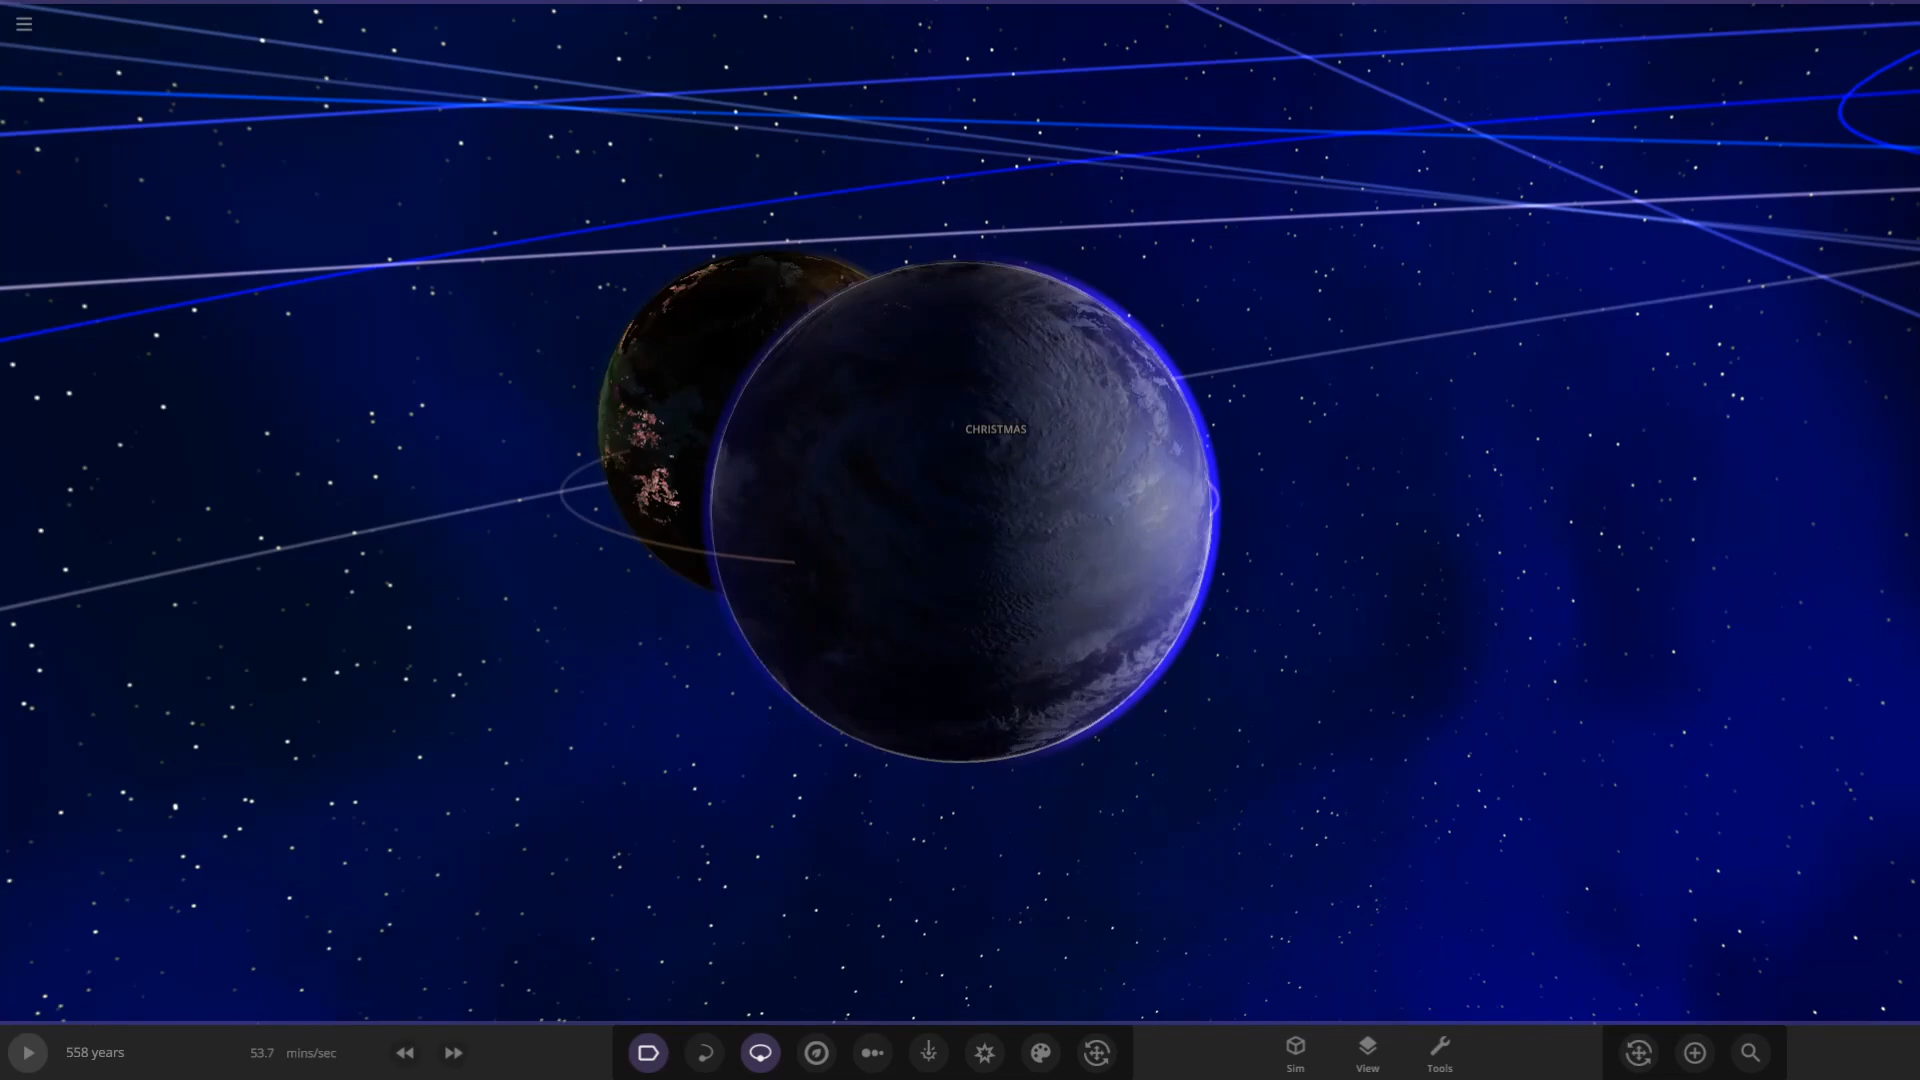 CHRISTMAS
558 years
53.7 mins/sec
Sim
View
Tools